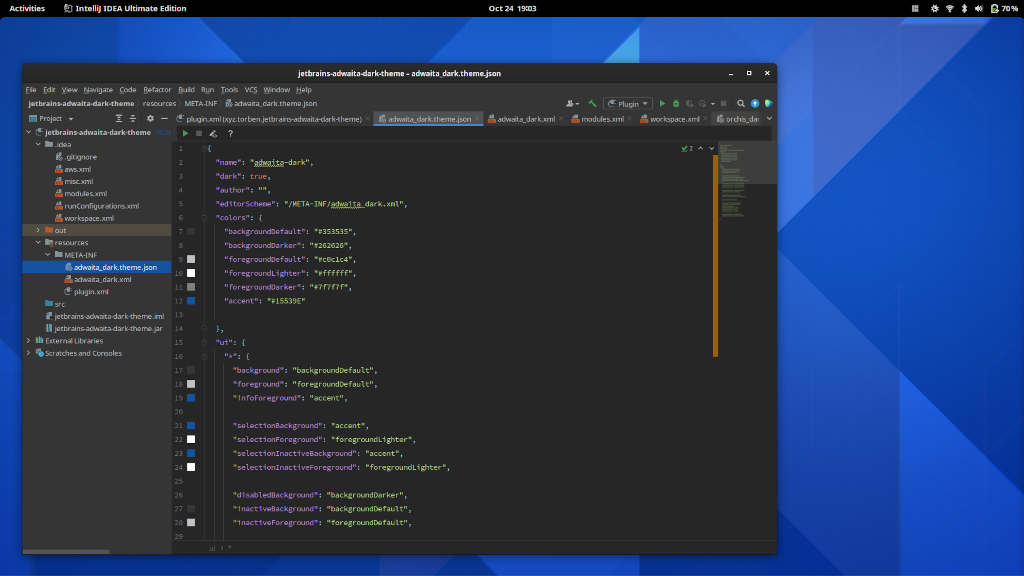 Activities IntelliJ IDEA Ultimate Edition Oct 24 19:03 70 %
jetbrains-adwaita-dark-theme – adwaita_dark.theme.json
File Edit View Navigate Code Refactor Build Run Tools VCS Window Help
jetbrains-adwaita-dark-theme resources META-INF adwaita_dark.theme.json Plugin
Project plugin.xml (xyz.torben.jetbrains-adwaita-dark-theme) adwaita_dark.theme.json adwaita_dark.xml modules.xml workspace.xml orchis_dar
jetbrains-adwaita-dark-theme
.idea
.gitignore
aws.xml
misc.xml
modules.xml
runConfigurations.xml
workspace.xml
out
resources
META-INF
adwaita_dark.theme.json
adwaita_dark.xml
plugin.xml
src
jetbrains-adwaita-dark-theme.iml
jetbrains-adwaita-dark-theme.jar
External Libraries
Scratches and Consoles
?
2
1 {
2 "name": "adwaita-dark",
3 "dark": true,
4 "author": "",
5 "editorScheme": "/META-INF/adwaita_dark.xml",
6 "colors": {
7 "backgroundDefault": "#353535",
8 "backgroundDarker": "#262626",
9 "foregroundDefault": "#c0c1c4",
10 "foregroundLighter": "#ffffff",
11 "foregroundDarker": "#7f7f7f",
12 "accent": "#15539E"
13
14 },
15 "ui": {
16 "*": {
17 "background": "backgroundDefault",
18 "foreground": "foregroundDefault",
19 "infoForeground": "accent",
20
21 "selectionBackground": "accent",
22 "selectionForeground": "foregroundLighter",
23 "selectionInactiveBackground": "accent",
24 "selectionInactiveForeground": "foregroundLighter",
25
26 "disabledBackground": "backgroundDarker",
27 "inactiveBackground": "backgroundDefault",
28 "inactiveForeground": "foregroundDefault",
29
ui › *